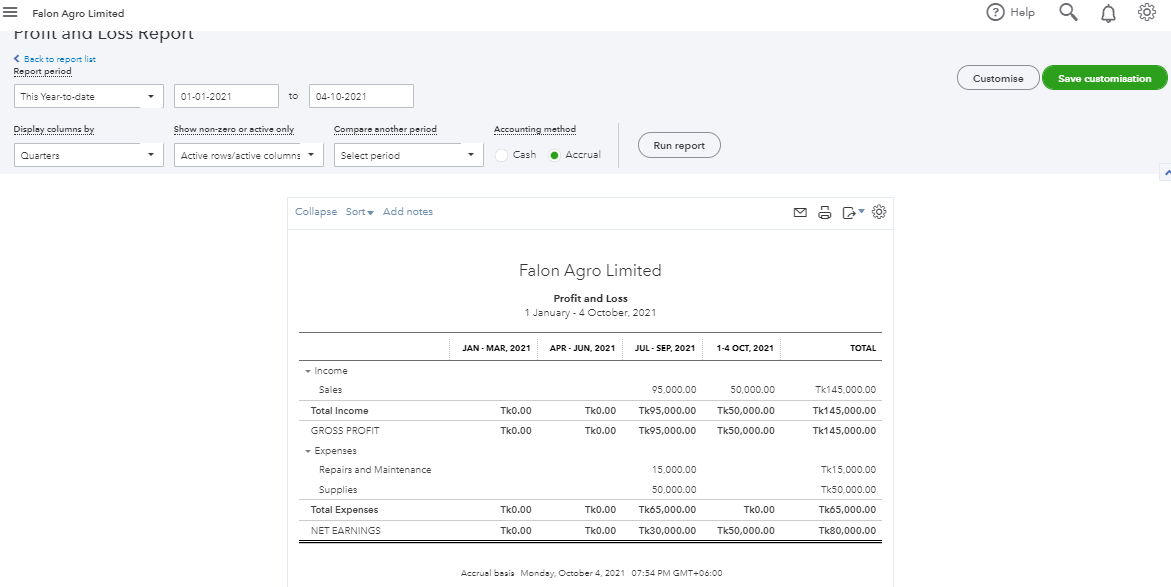 Falon Agro Limited
Help
Profit and Loss Report
Back to report list
Report period
This Year-to-date 01-01-2021 to 04-10-2021
Customise Save customisation
Display columns by Show non-zero or active only Compare another period Accounting method
Quarters Active rows/active columns Select period Cash Accrual Run report
Collapse Sort Add notes
Falon Agro Limited
Profit and Loss
1 January - 4 October, 2021
JAN - MAR, 2021 APR - JUN, 2021 JUL - SEP, 2021 1-4 OCT, 2021 TOTAL
Income
Sales 95,000.00 50,000.00 Tk145,000.00
Total Income Tk0.00 Tk0.00 Tk95,000.00 Tk50,000.00 Tk145,000.00
GROSS PROFIT Tk0.00 Tk0.00 Tk95,000.00 Tk50,000.00 Tk145,000.00
Expenses
Repairs and Maintenance 15,000.00 Tk15,000.00
Supplies 50,000.00 Tk50,000.00
Total Expenses Tk0.00 Tk0.00 Tk65,000.00 Tk0.00 Tk65,000.00
NET EARNINGS Tk0.00 Tk0.00 Tk30,000.00 Tk50,000.00 Tk80,000.00
Accrual basis Monday, October 4, 2021 07:54 PM GMT+06:00